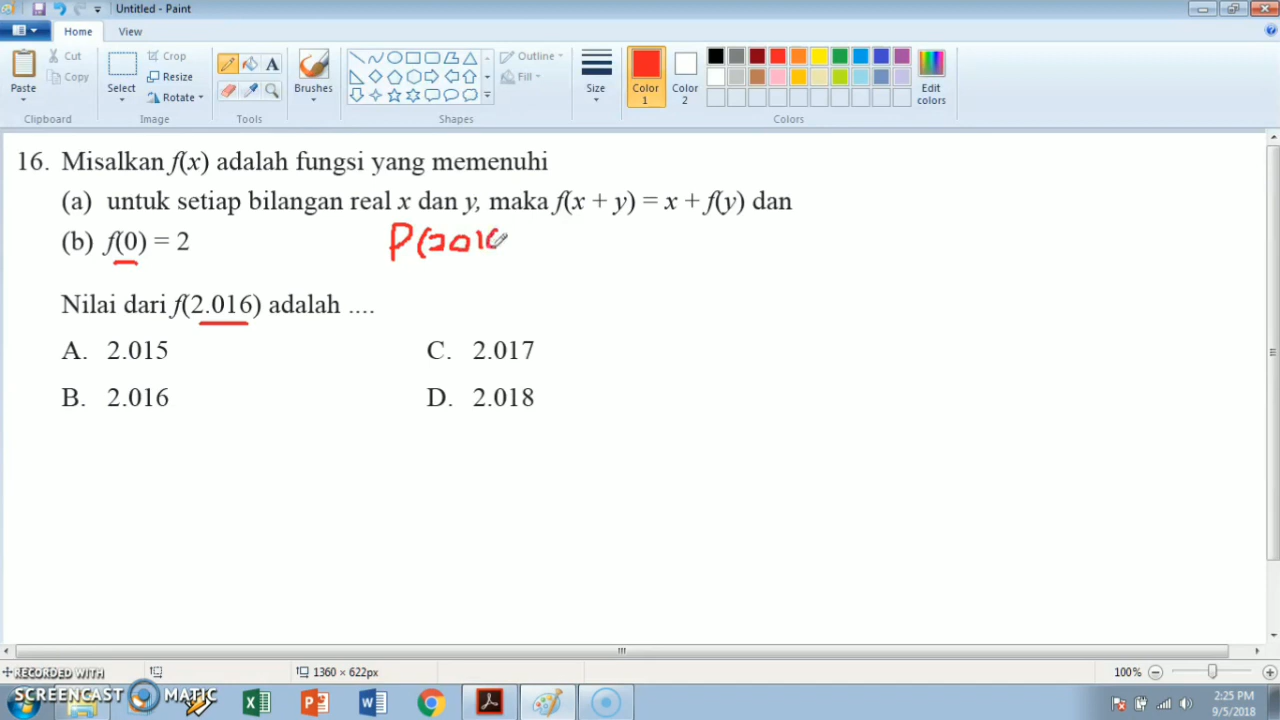 Untitled - Paint
Home
View
Paste
Cut
Copy
Clipboard
Select
Crop
Resize
Rotate
Image
Tools
Brushes
Shapes
Outline
Fill
Size
Color 1
Color 2
Edit colors
Colors
16. Misalkan f(x) adalah fungsi yang memenuhi
(a) untuk setiap bilangan real x dan y, maka f(x + y) = x + f(y) dan
(b) f(0) = 2
P(2016
Nilai dari f(2.016) adalah ....
A. 2.015
C. 2.017
B. 2.016
D. 2.018
1360 × 622px
100%
RECORDED WITH
SCREENCAST MATIC
2:25 PM
9/5/2018